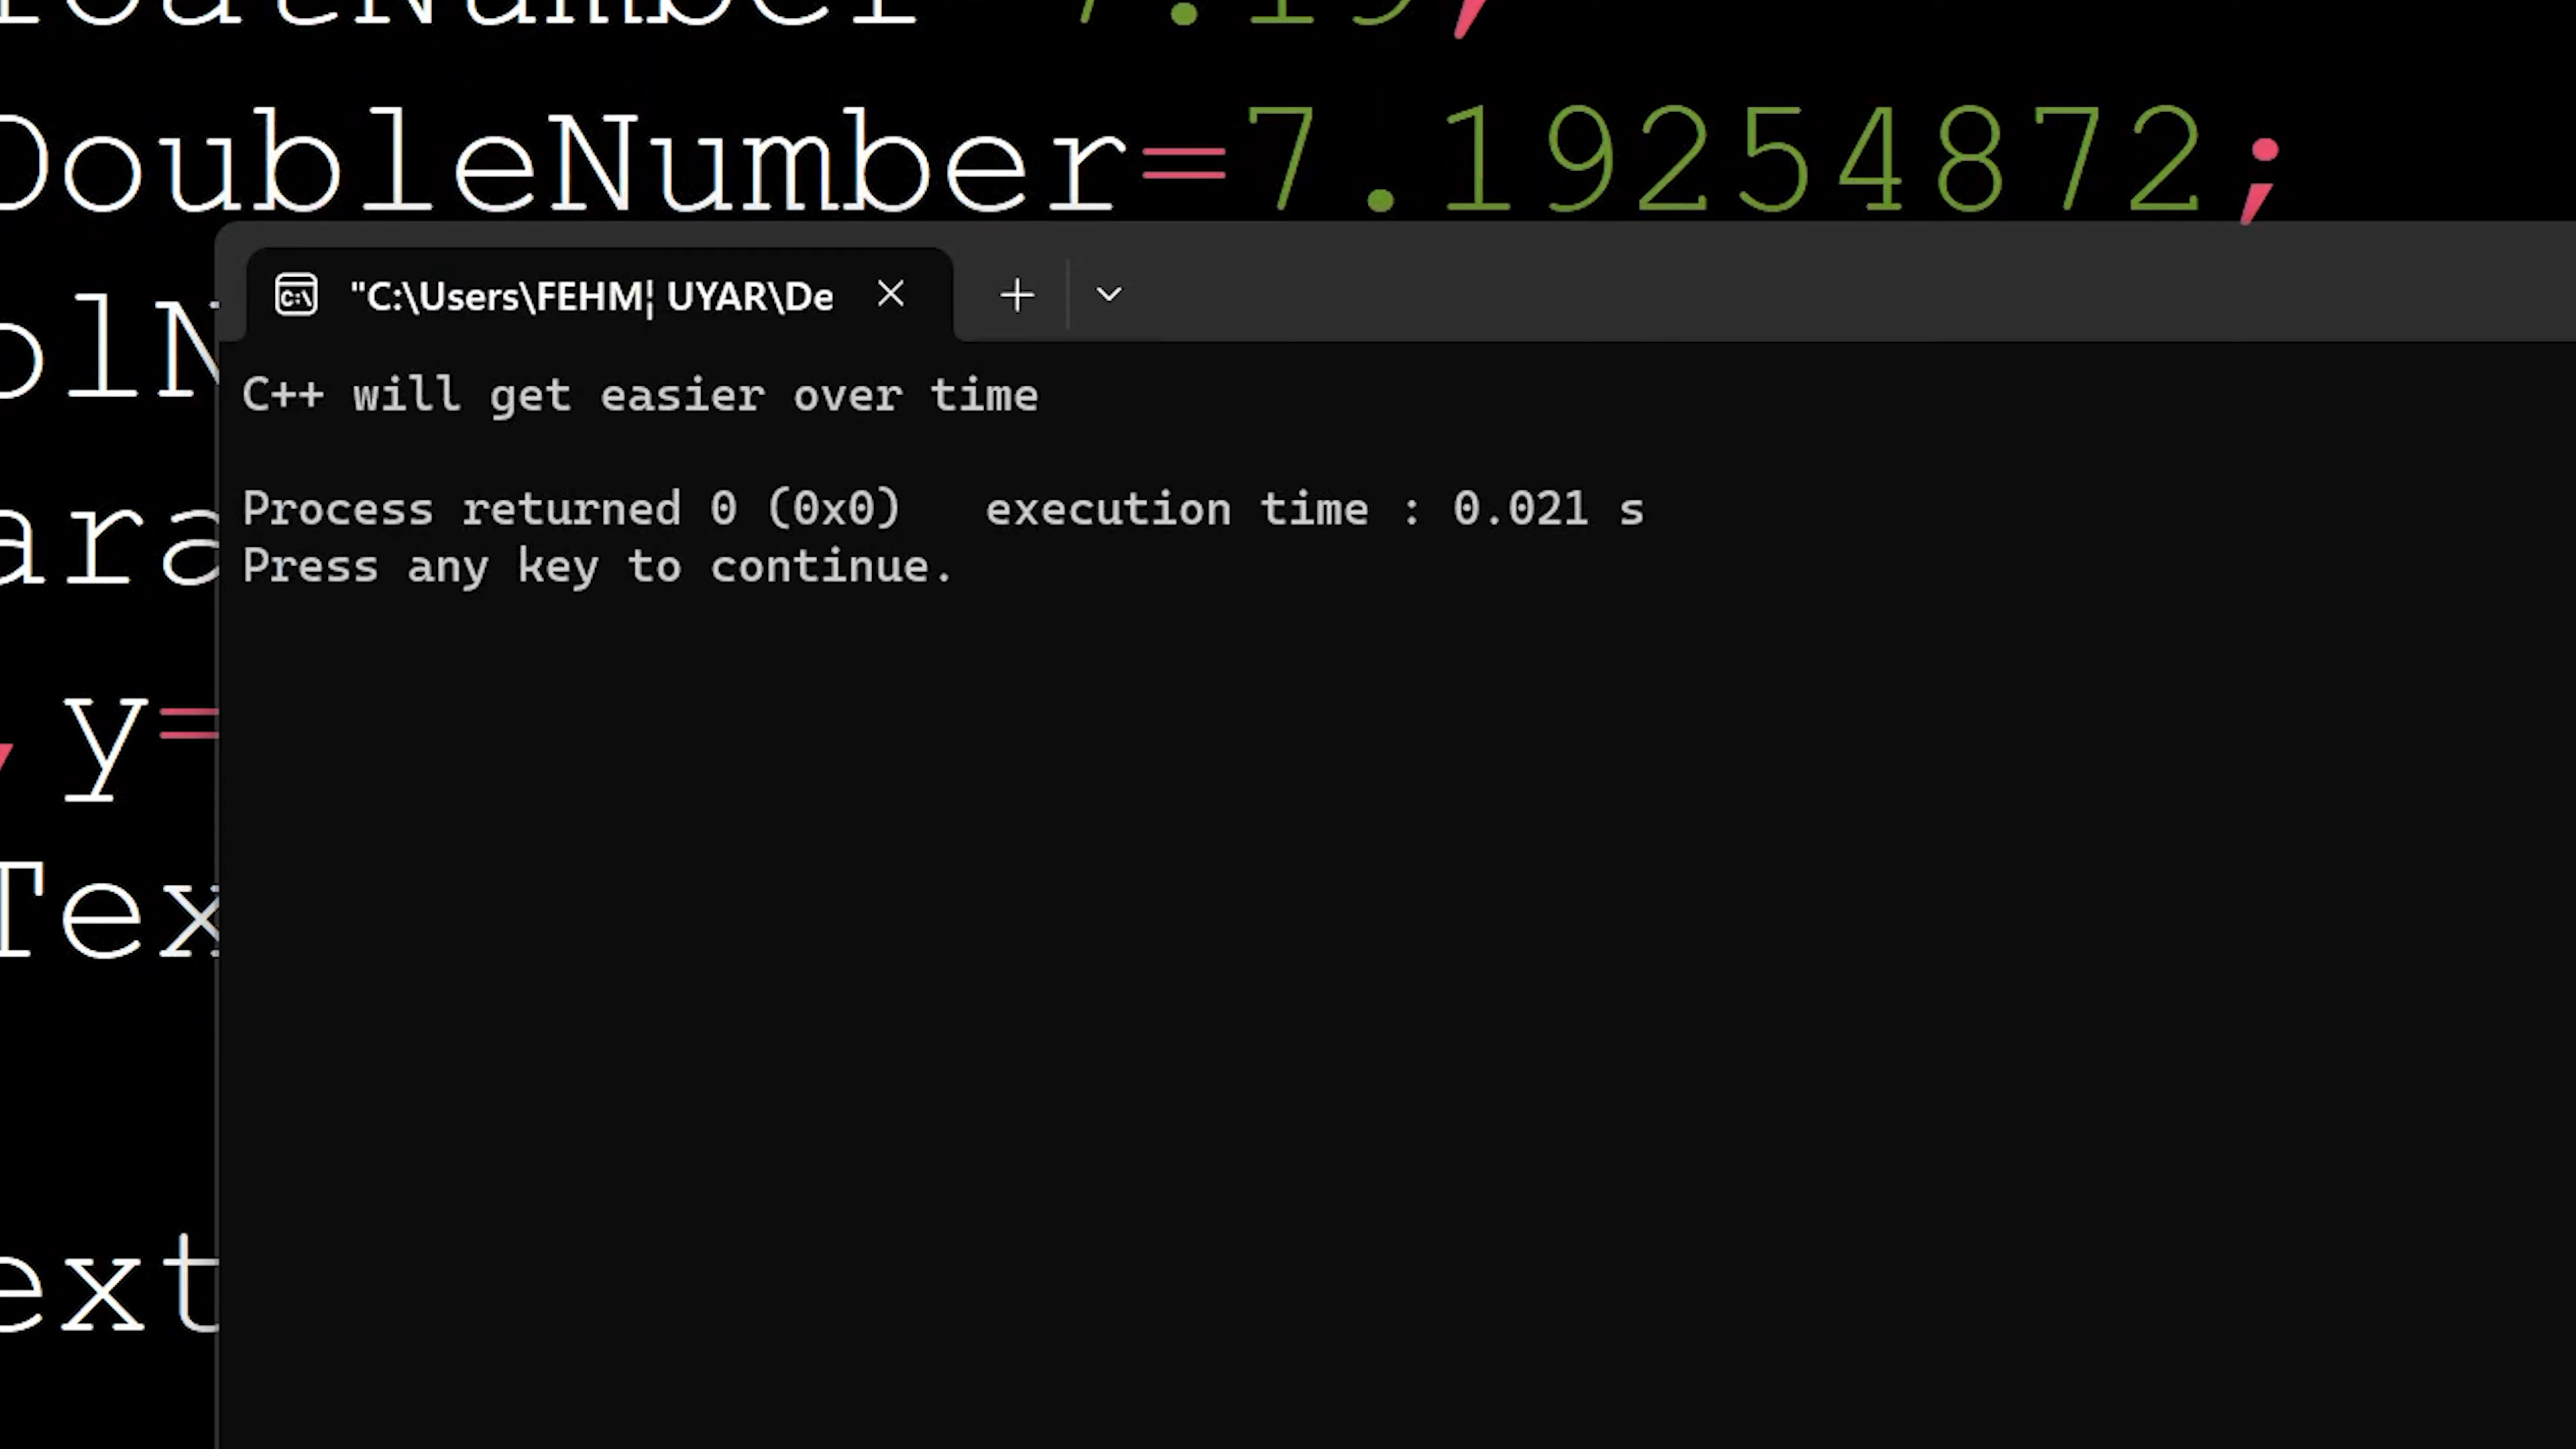 DoubleNumber=7.19254872;
"C:\Users\FEHM¦ UYAR\De
C++ will get easier over time
Process returned 0 (0x0)   execution time : 0.021 s
Press any key to continue.
,y=
Tex
ext